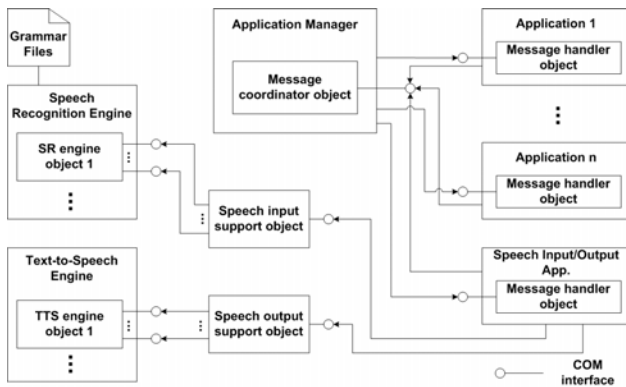 Grammar
Files
Application Manager
Message
coordinator object
Application 1
Message handler
object
Speech
Recognition Engine
SR engine
object 1
Application n
Message handler
object
Speech input
support object
Text-to-Speech
Engine
TTS engine
object 1
Speech output
support object
Speech Input/Output
App.
Message handler
object
COM
interface